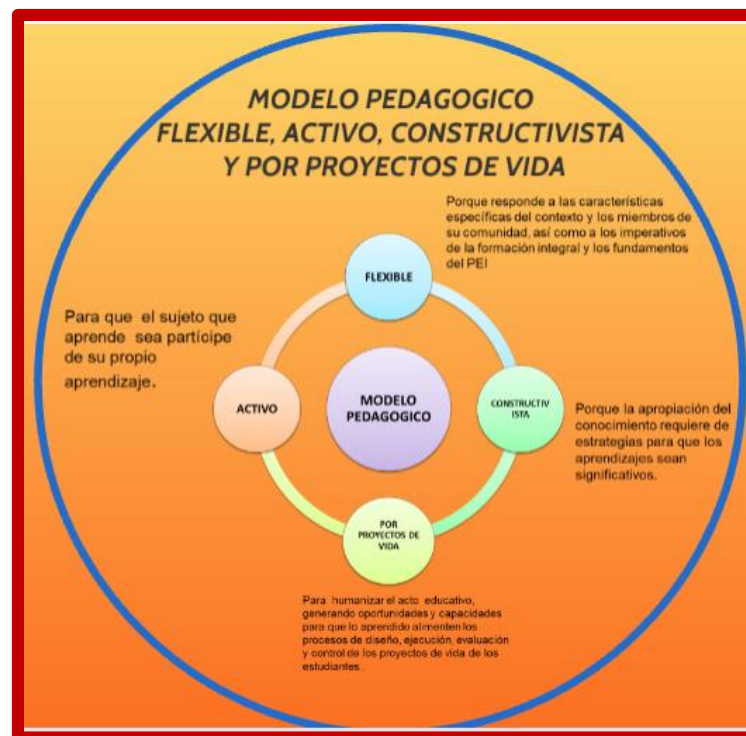 MODELO PEDAGOGICO
FLEXIBLE, ACTIVO, CONSTRUCTIVISTA
Y POR PROYECTOS DE VIDA
Porque responde a las características
específicas del contexto y los miembros de
su comunidad, así como a los imperativos
de la formación integral y los fundamentos
del PEI
FLEXIBLE
Para que el sujeto que
aprende sea partícipe
de su propio
aprendizaje.
ACTIVO
MODELO
PEDAGOGICO
CONSTRUCTIV
ISTA
Porque la apropiación del
conocimiento requiere de
estrategias para que los
aprendizajes sean
significativos.
POR
PROYECTOS DE
VIDA
Para humanizar el acto educativo,
generando oportunidades y capacidades
para que lo aprendido alimenten los
procesos de diseño, ejecución, evaluación
y control de los proyectos de vida de los
estudiantes.